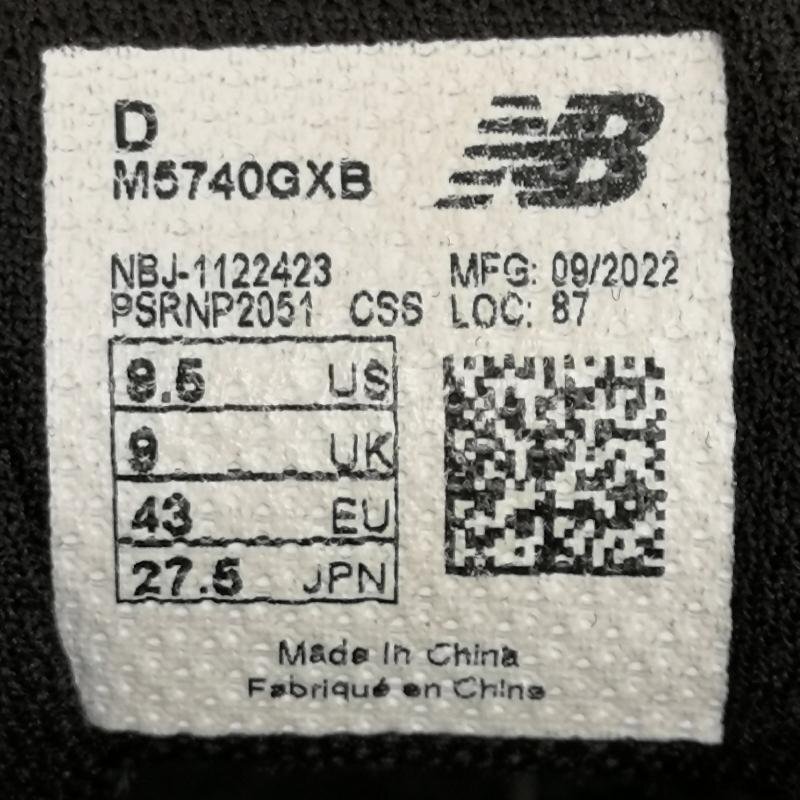 D
NB
M5740GXB
NBJ-1122423
MFG: 09/2022
PSRNP2051 CSS
LOC: 87
9.5 US
9 UK
43 EU
27.5 JPN
Made in China
Fabriqué en Chine